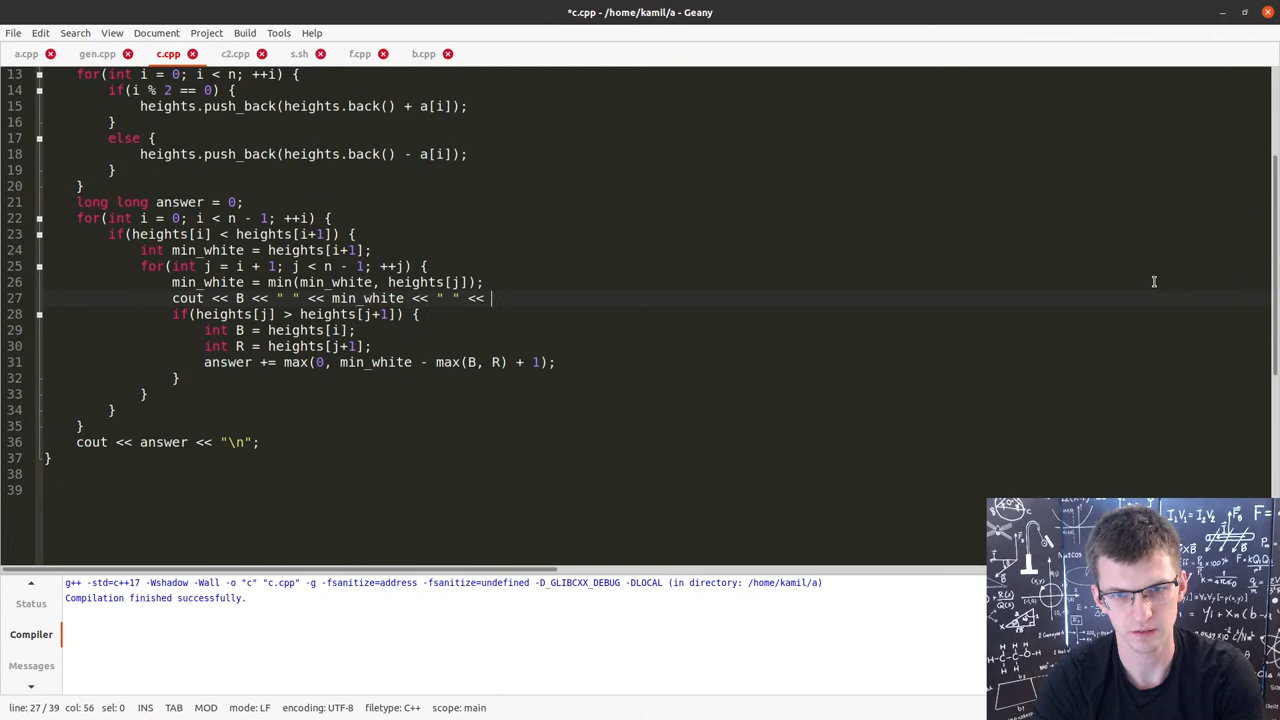 *c.cpp - /home/kamil/a - Geany
File Edit Search View Document Project Build Tools Help
a.cpp gen.cpp c.cpp c2.cpp s.sh f.cpp b.cpp
13 for(int i = 0; i < n; ++i) {
14 if(i % 2 == 0) {
15 heights.push_back(heights.back() + a[i]);
16 }
17 else {
18 heights.push_back(heights.back() - a[i]);
19 }
20 }
21 long long answer = 0;
22 for(int i = 0; i < n - 1; ++i) {
23 if(heights[i] < heights[i+1]) {
24 int min_white = heights[i+1];
25 for(int j = i + 1; j < n - 1; ++j) {
26 min_white = min(min_white, heights[j]);
27 cout << B << " " << min_white << " " <<
28 if(heights[j] > heights[j+1]) {
29 int B = heights[i];
30 int R = heights[j+1];
31 answer += max(0, min_white - max(B, R) + 1);
32 }
33 }
34 }
35 }
36 cout << answer << "\n";
37 }
38
39
Status
Compiler
Messages
g++ -std=c++17 -Wshadow -Wall -o "c" "c.cpp" -g -fsanitize=address -fsanitize=undefined -D_GLIBCXX_DEBUG -DLOCAL (in directory: /home/kamil/a)
Compilation finished successfully.
line: 27 / 39 col: 56 sel: 0 INS TAB MOD mode: LF encoding: UTF-8 filetype: C++ scope: main